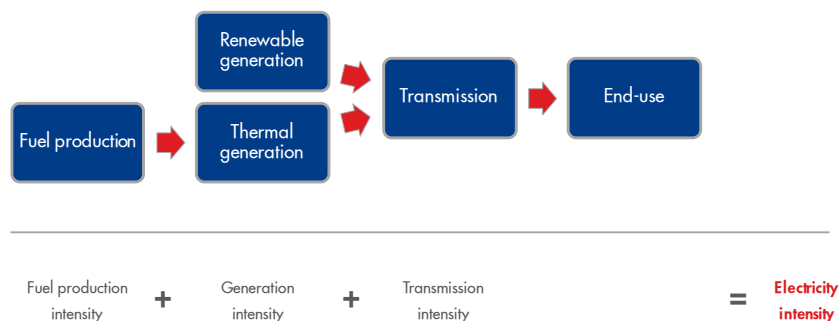 Renewable
generation
Fuel production
Thermal
generation
Transmission
End-use
Fuel production
intensity
+
Generation
intensity
+
Transmission
intensity
=
Electricity
intensity